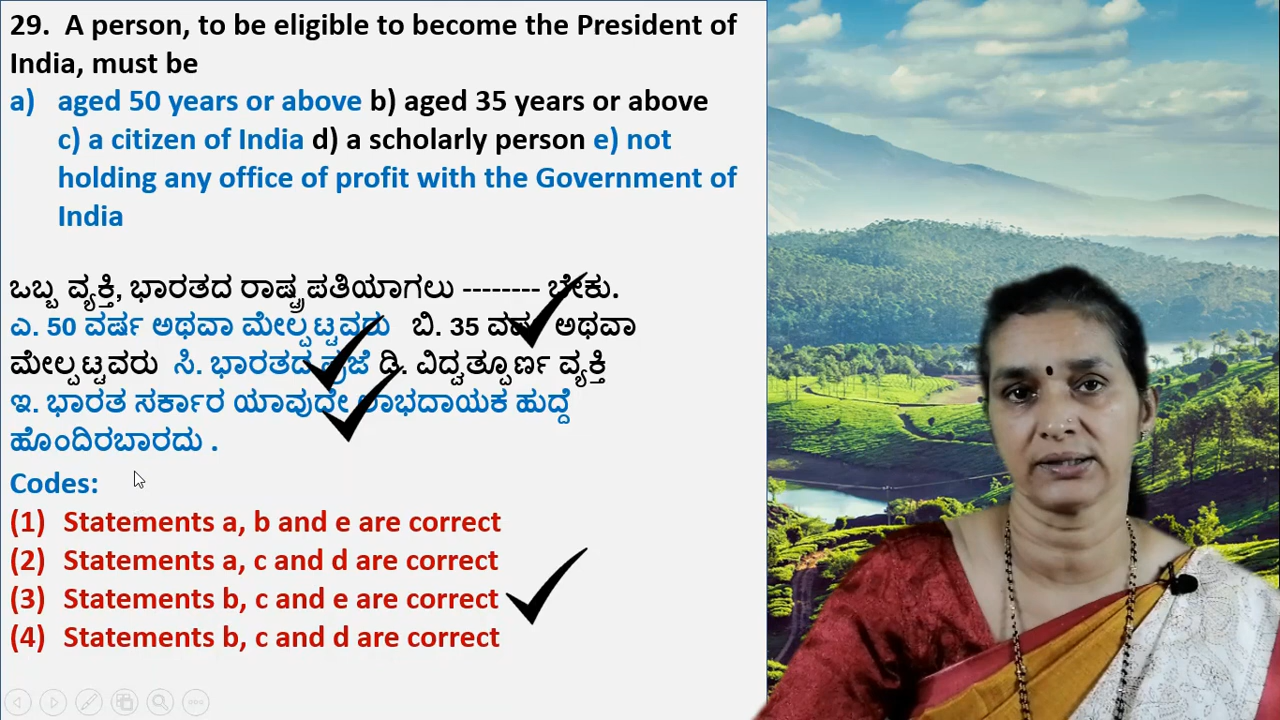 29. A person, to be eligible to become the President of
India, must be
a) aged 50 years or above b) aged 35 years or above
c) a citizen of India d) a scholarly person e) not
holding any office of profit with the Government of
India
ಒಬ್ಬ ವ್ಯಕ್ತಿ, ಭಾರತದ ರಾಷ್ಟ್ರಪತಿಯಾಗಲು -------- ಬೇಕು.
ಎ. 50 ವರ್ಷ ಅಥವಾ ಮೇಲ್ಪಟ್ಟವರು ಬಿ. 35 ವರ್ಷ ಅಥವಾ
ಮೇಲ್ಪಟ್ಟವರು ಸಿ. ಭಾರತದ ಪ್ರಜೆ ಡಿ. ವಿದ್ವತ್ಪೂರ್ಣ ವ್ಯಕ್ತಿ
ಇ. ಭಾರತ ಸರ್ಕಾರ ಯಾವುದೇ ಲಾಭದಾಯಕ ಹುದ್ದೆ
ಹೊಂದಿರಬಾರದು .
Codes:
(1) Statements a, b and e are correct
(2) Statements a, c and d are correct
(3) Statements b, c and e are correct
(4) Statements b, c and d are correct